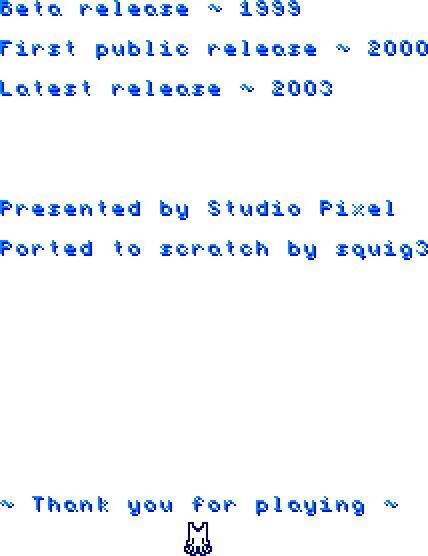 Beta release ~ 1999
First public release ~ 2000
Latest release ~ 2003
Presented by Studio Pixel
Ported to scratch by squig3
~ Thank you for playing ~